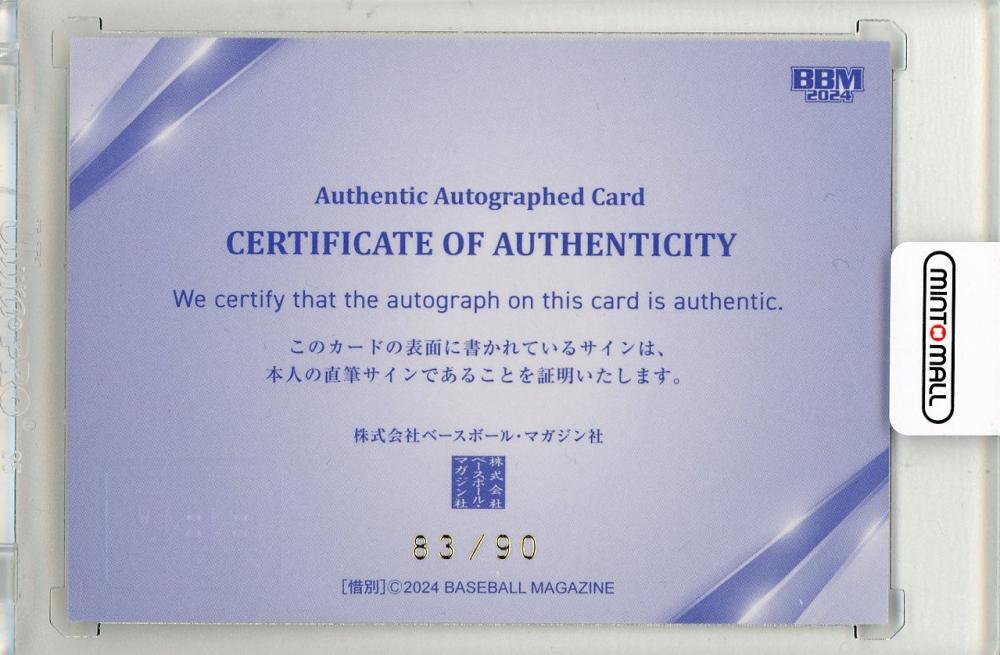 BBM
2024
Authentic Autographed Card
CERTIFICATE OF AUTHENTICITY
We certify that the autograph on this card is authentic.
このカードの表面に書かれているサインは、
本人の直筆サインであることを証明いたします。
株式会社ベースボール・マガジン社
株式会社
ベースボール・
マガジン社
83/90
[惜別]©2024 BASEBALL MAGAZINE
MINT MALL